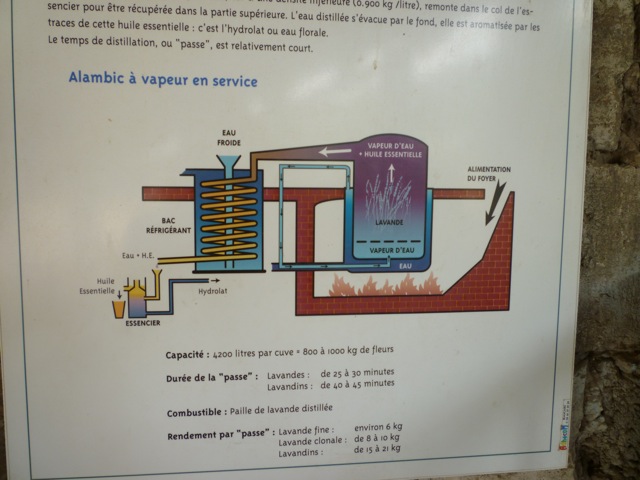 densité inférieure (0.900 kg /litre), remonte dans le col de l'es-
sencier pour être récupérée dans la partie supérieure. L'eau distillée s'évacue par le fond, elle est aromatisée par les
traces de cette huile essentielle : c'est l'hydrolat ou eau florale.
Le temps de distillation, ou "passe", est relativement court.
Alambic à vapeur en service
EAU
FROIDE
VAPEUR D'EAU
+ HUILE ESSENTIELLE
ALIMENTATION
DU FOYER
BAC
RÉFRIGÉRANT
LAVANDE
VAPEUR D'EAU
EAU
Eau + H.E.
Huile
Essentielle
Hydrolat
ESSENCIER
Capacité : 4200 litres par cuve = 800 à 1000 kg de fleurs
Durée de la "passe" : Lavandes : de 25 à 30 minutes
Lavandins : de 40 à 45 minutes
Combustible : Paille de lavande distillée
Rendement par "passe" : Lavande fine : environ 6 kg
Lavande clonale : de 8 à 10 kg
Lavandins : de 15 à 21 kg